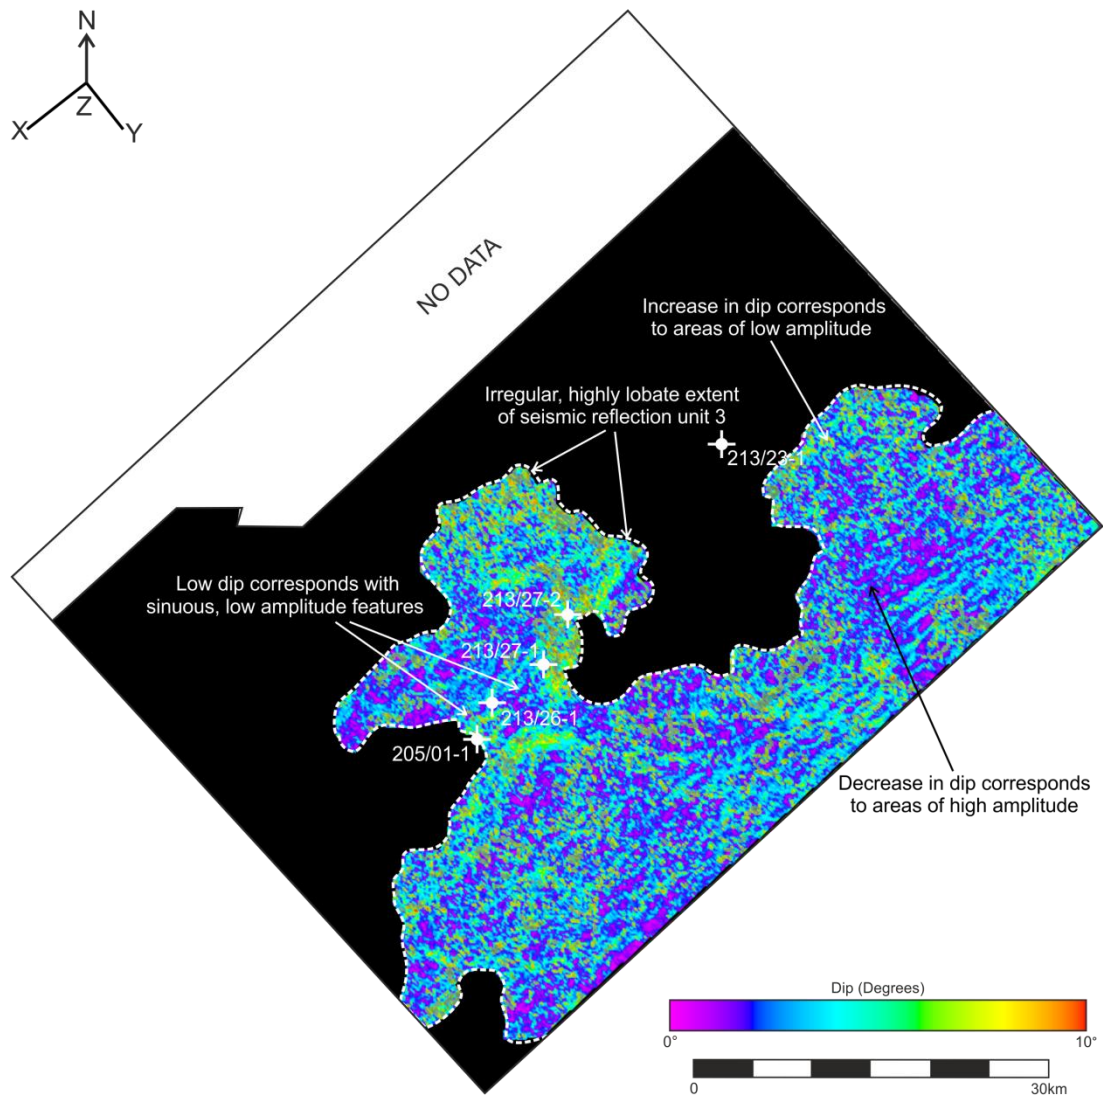 N
X
Z
Y
NO DATA
Increase in dip corresponds
to areas of low amplitude
Irregular, highly lobate extent
of seismic reflection unit 3
213/23-1
Low dip corresponds with
sinuous, low amplitude features
213/27-2
213/27-1
213/26-1
205/01-1
Decrease in dip corresponds
to areas of high amplitude
Dip (Degrees)
0°
10°
0
30km